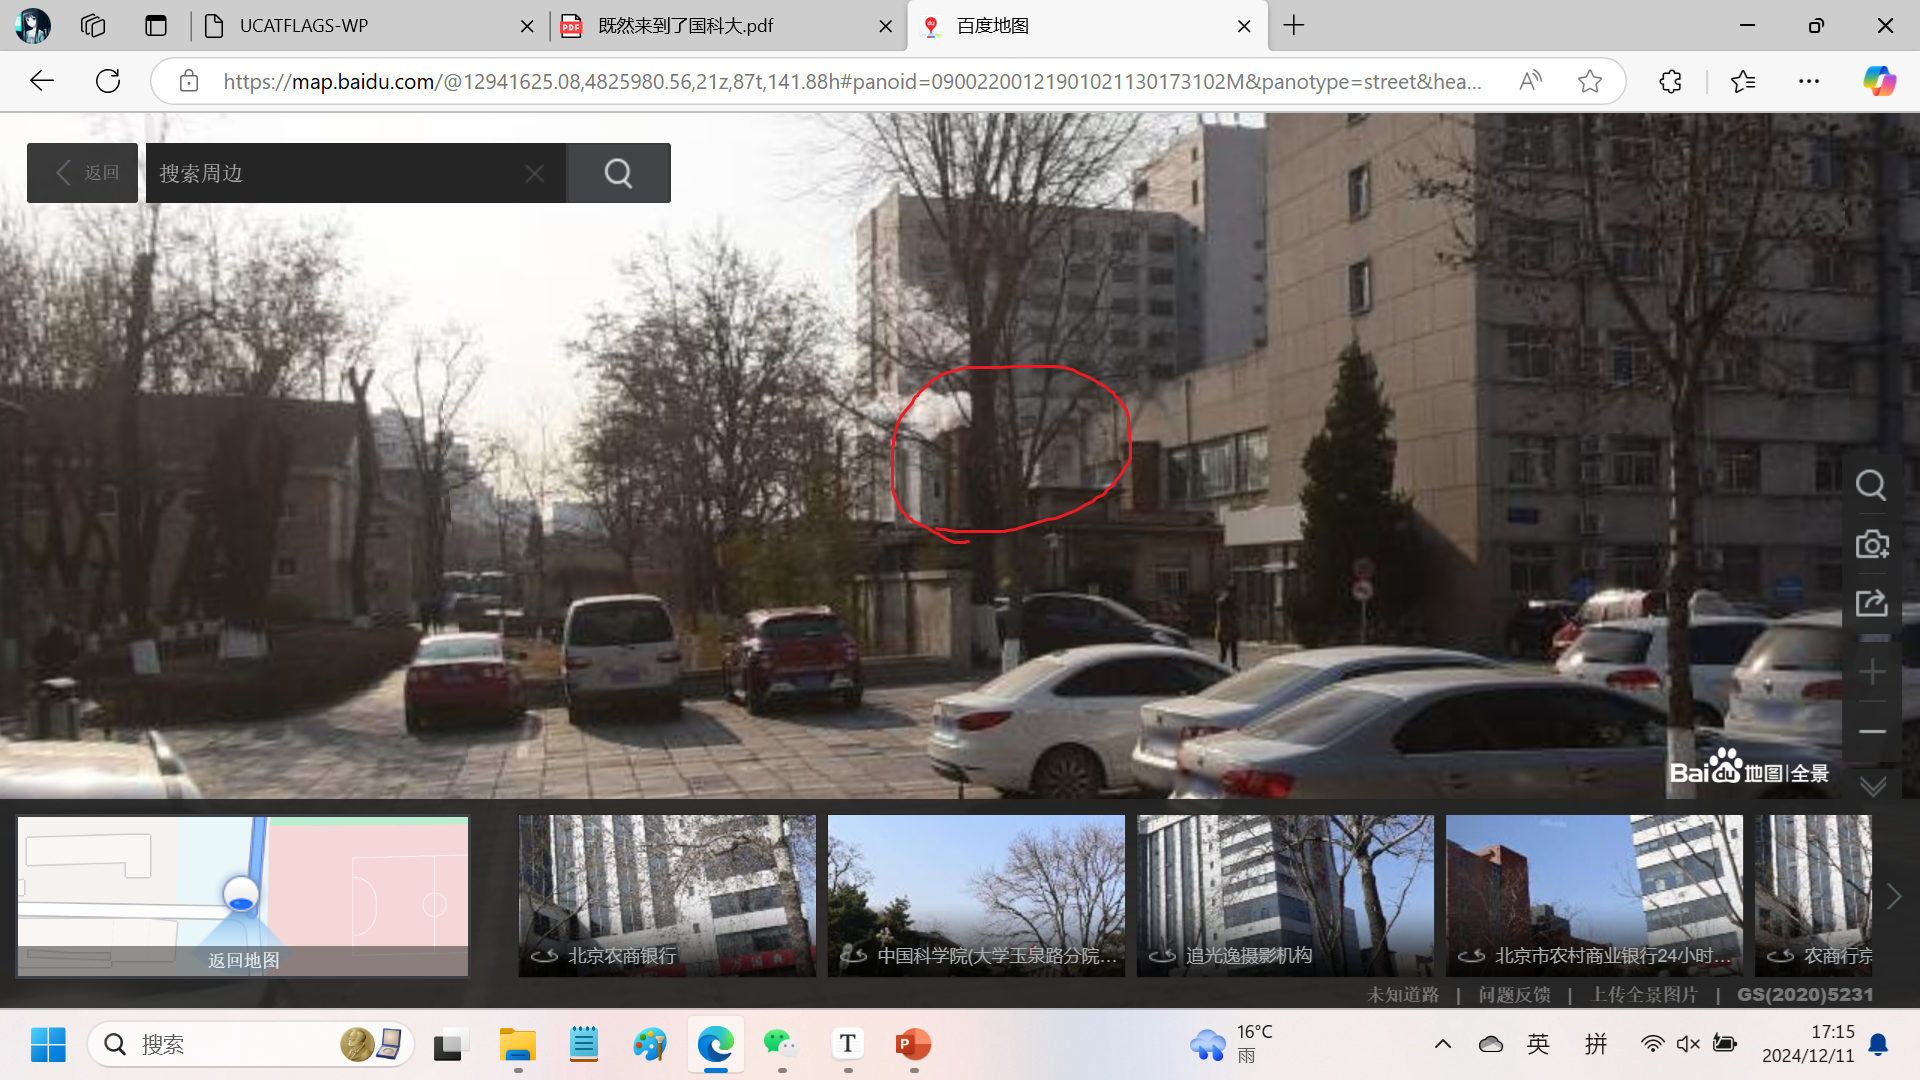 UCATFLAGS-WP
既然来到了国科大.pdf
百度地图
https://map.baidu.com/@12941625.08,4825980.56,21z,87t,141.88h#panoid=09002200121901021130173102M&panotype=street&hea...
返回
搜索周边
Bai du 地图|全景
返回地图
北京农商银行
中国科学院(大学玉泉路分院...
追光逸摄影机构
北京市农村商业银行24小时...
农商行京
未知道路 | 问题反馈 | 上传全景图片 | GS(2020)5231
搜索
16°C
雨
英
拼
17:15
2024/12/11